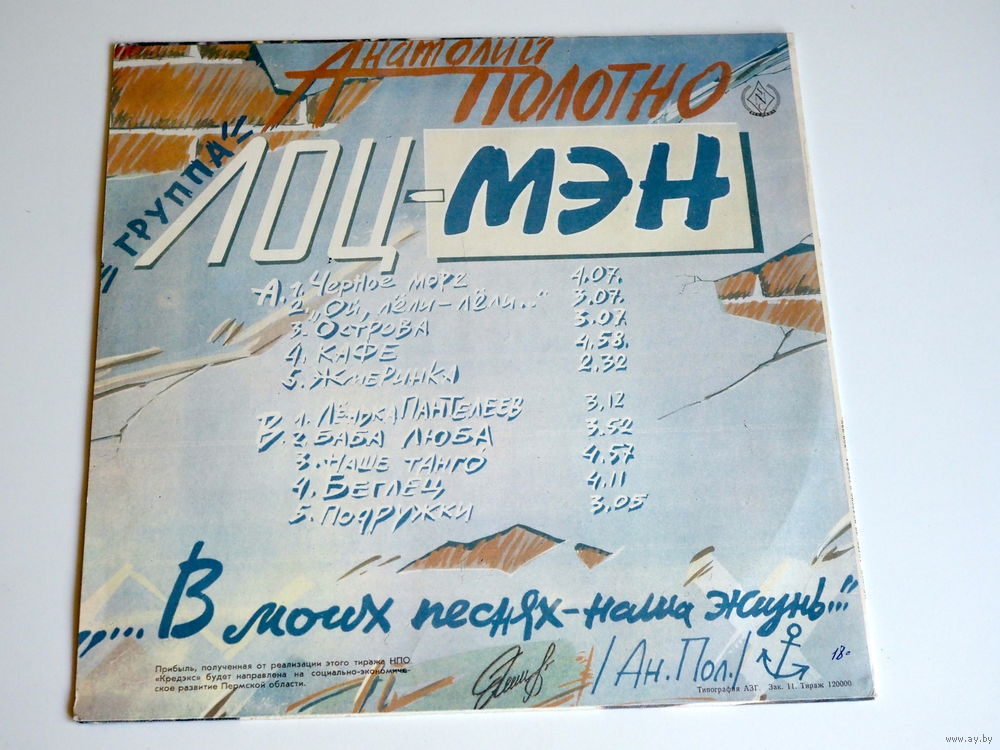 Анатолий
ПОЛОТНО
„ГРУППА"
ЛОЦ-МЭН
А. 1. Черное море 4.07.
2. „Ой, лёли-лёли.." 3.07.
3. Острова 3.07
4. КАФЕ 4.58.
5. Жмеринка 2.32
В 1. Лёнька Пантелеев 3.12
2. БАБА ЛЮБА 3.52
3. Наше танго 4.57
4. Беглец 4.11
5. Подружки 3.05
„...В моих песнях-наша жизнь..."
/Ан. Пол./
18-
Прибыль, полученная от реализации этого тиража НПО
«Кредэкс» будет направлена на социально-экономиче-
ское развитие Пермской области.
Типография АЗГ Зак. 11. Тираж 120000
www.ay.by